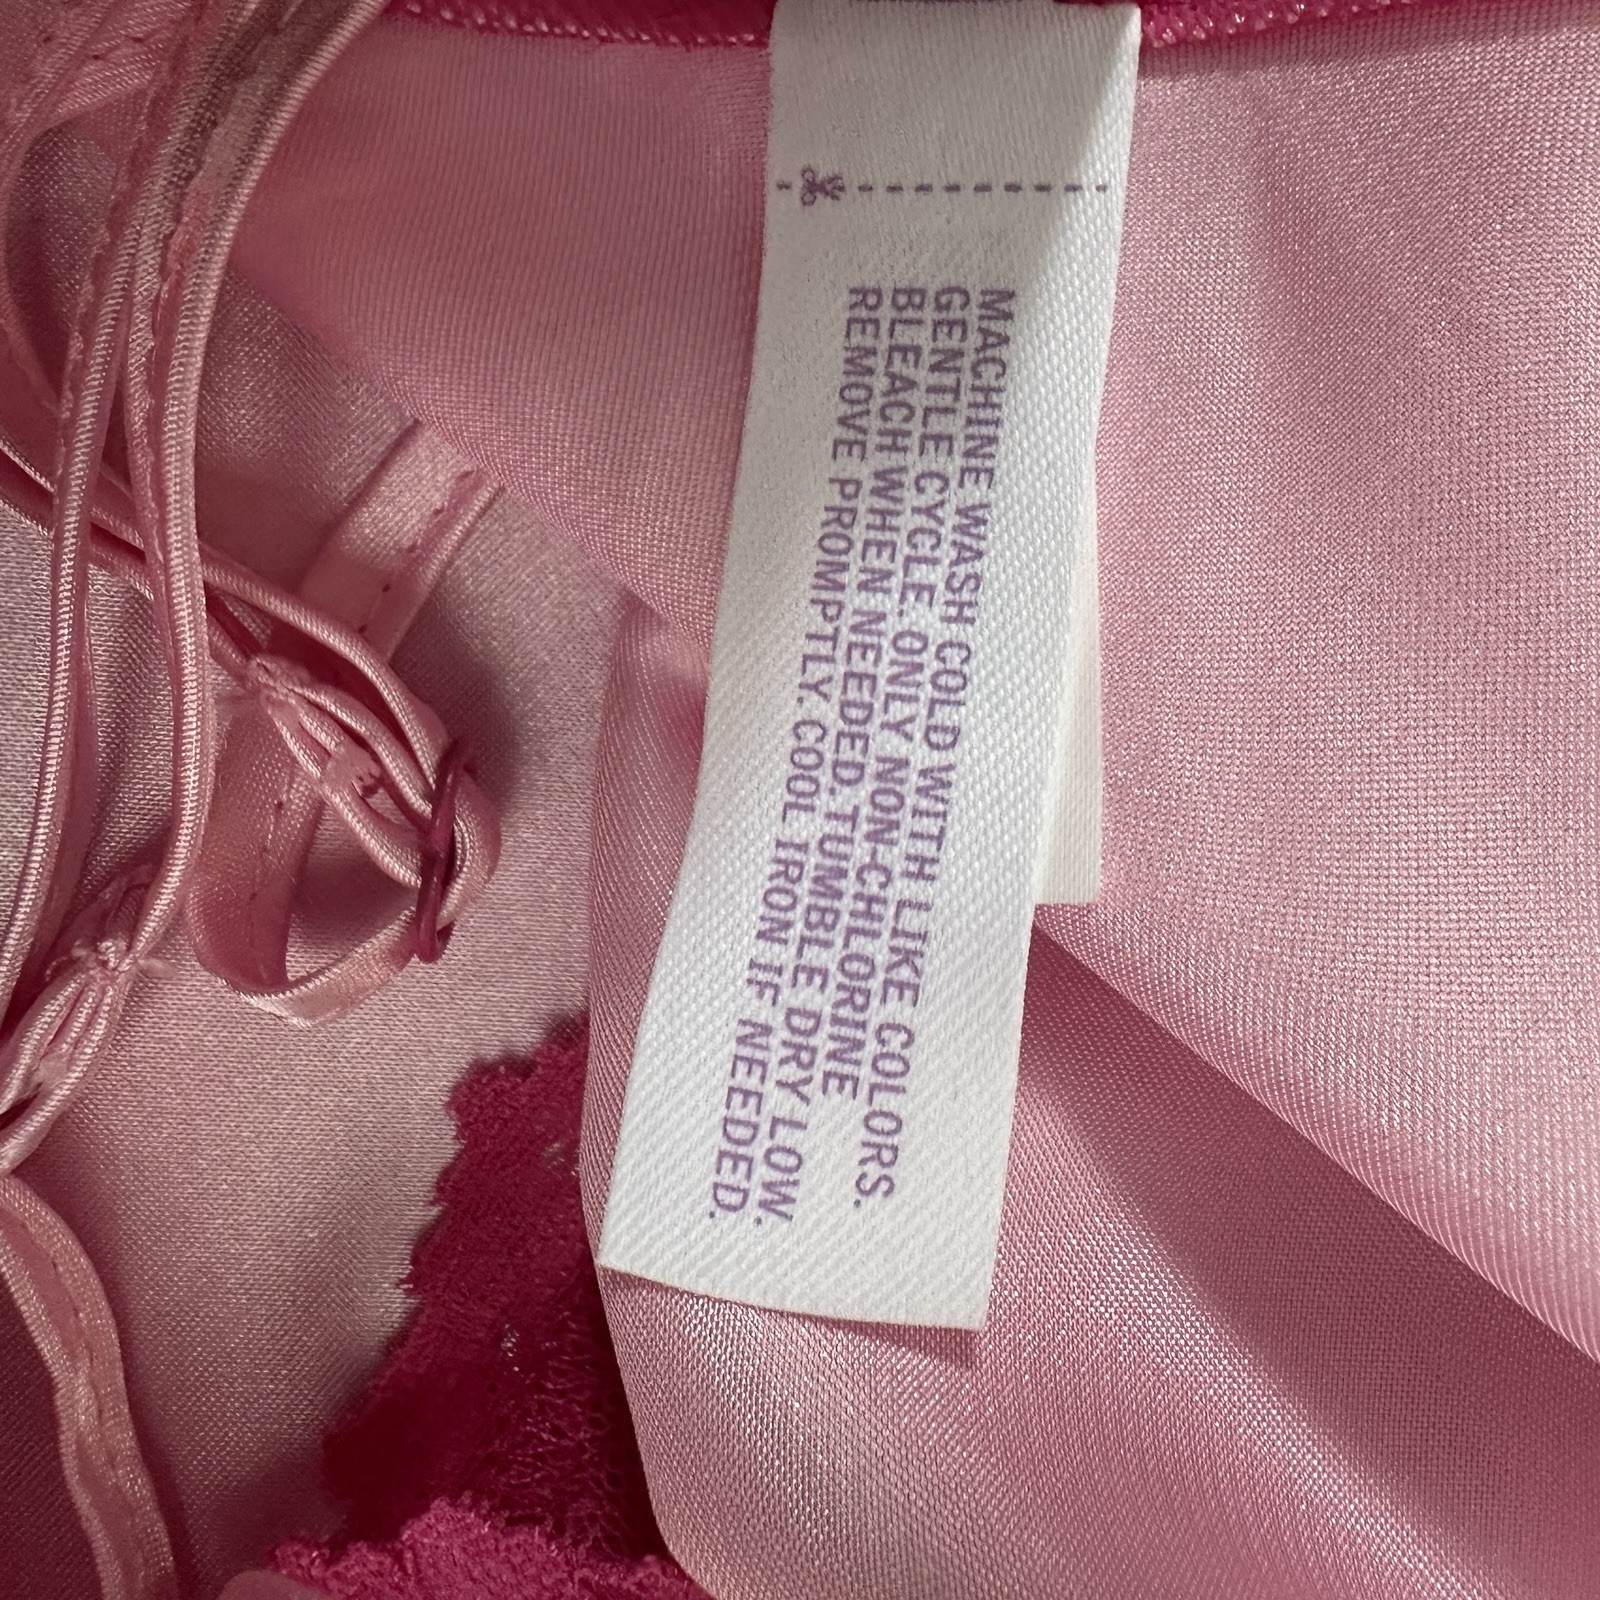 MACHINE WASH COLD WITH LIKE COLORS.
GENTLE CYCLE. ONLY NON-CHLORINE
BLEACH WHEN NEEDED. TUMBLE DRY LOW.
REMOVE PROMPTLY. COOL IRON IF NEEDED.